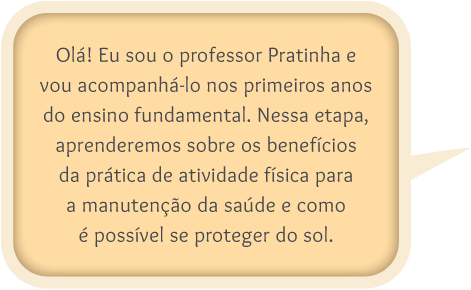 Olá! Eu sou o professor Pratinha e
vou acompanhá-lo nos primeiros anos
do ensino fundamental. Nessa etapa,
aprenderemos sobre os benefícios
da prática de atividade física para
a manutenção da saúde e como
é possível se proteger do sol.